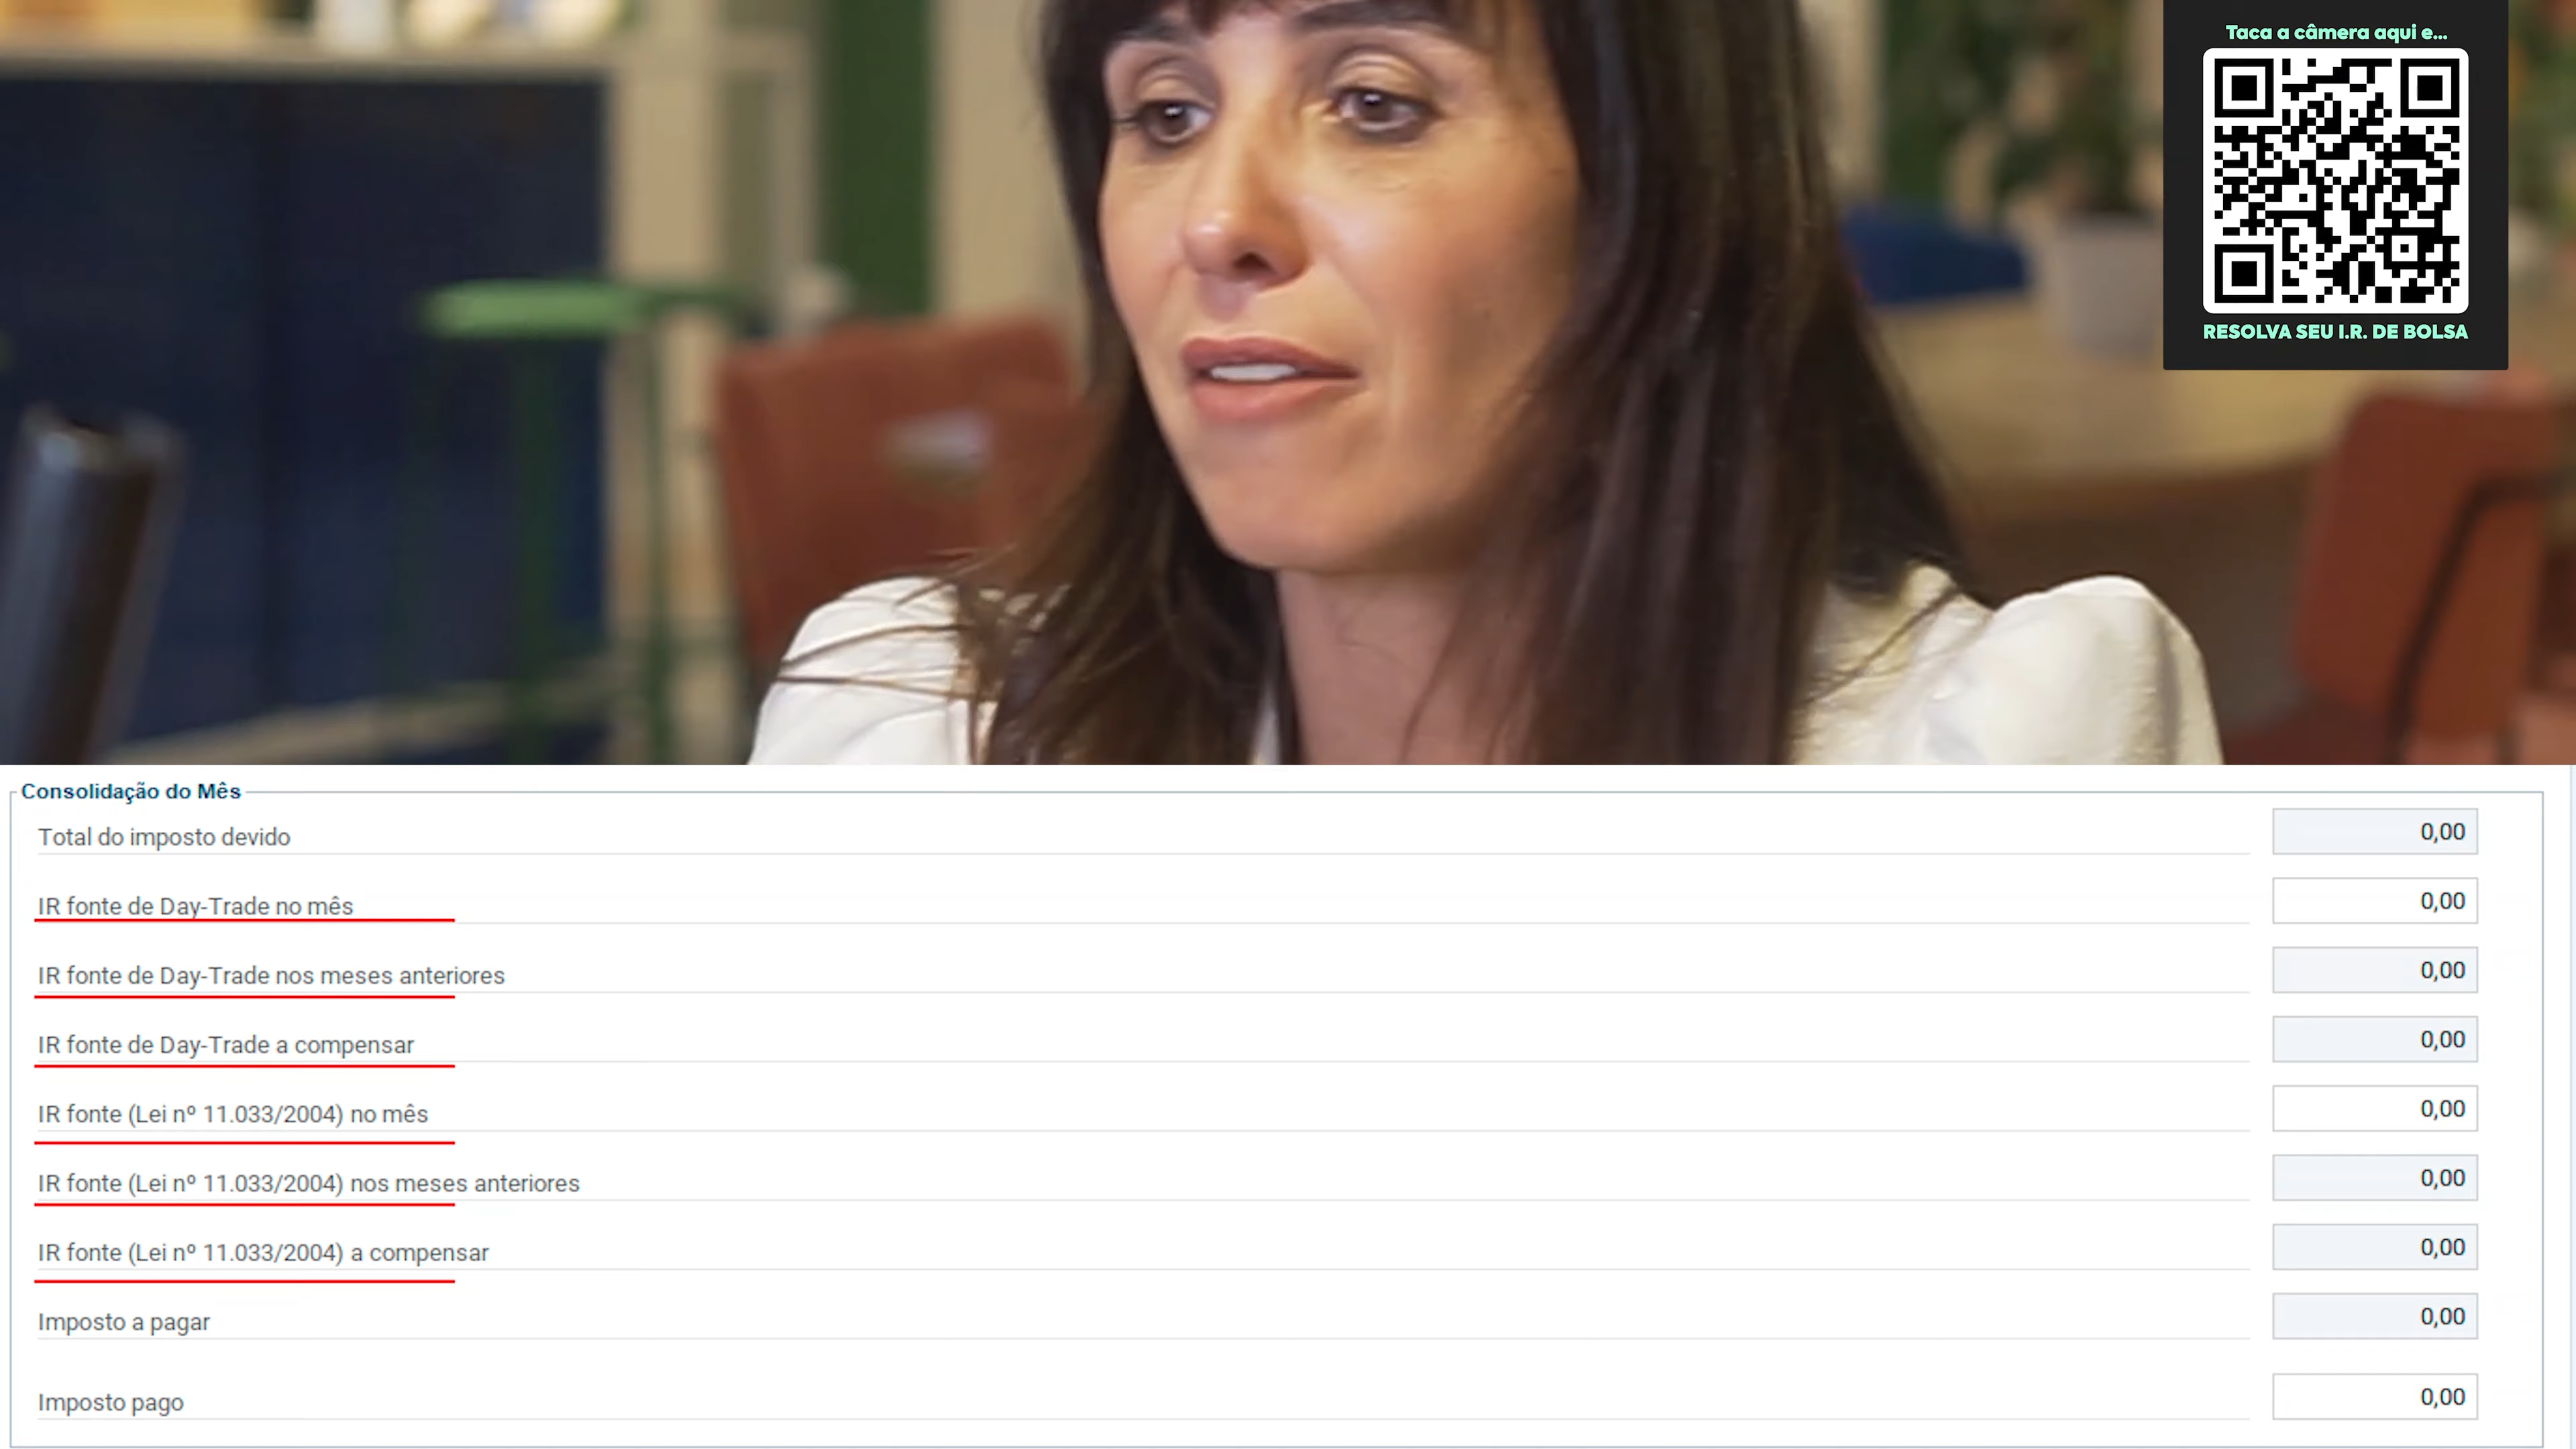 Taca a câmera aqui e...
RESOLVA SEU I.R. DE BOLSA
Consolidação do Mês
Total do imposto devido 0,00
IR fonte de Day-Trade no mês 0,00
IR fonte de Day-Trade nos meses anteriores 0,00
IR fonte de Day-Trade a compensar 0,00
IR fonte (Lei nº 11.033/2004) no mês 0,00
IR fonte (Lei nº 11.033/2004) nos meses anteriores 0,00
IR fonte (Lei nº 11.033/2004) a compensar 0,00
Imposto a pagar 0,00
Imposto pago 0,00